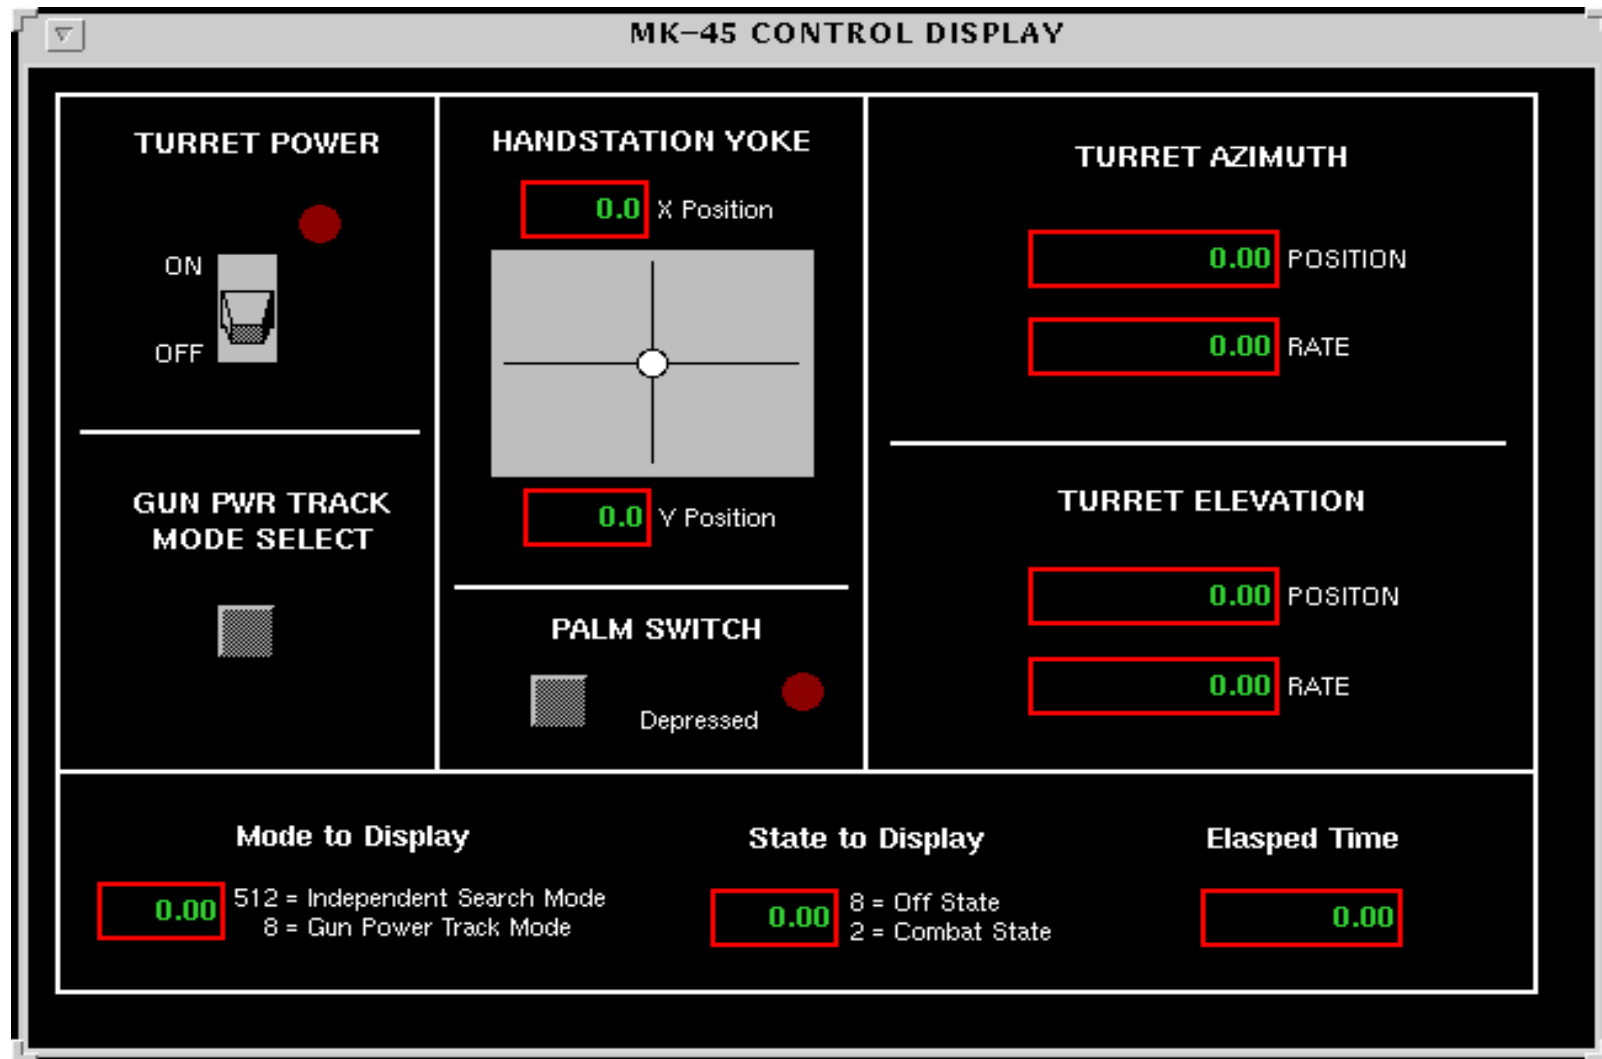 MK-45 CONTROL DISPLAY
TURRET POWER
ON
OFF
GUN PWR TRACK
MODE SELECT
HANDSTATION YOKE
0.0 X Position
0.0 Y Position
PALM SWITCH
Depressed
TURRET AZIMUTH
0.00 POSITION
0.00 RATE
TURRET ELEVATION
0.00 POSITON
0.00 RATE
Mode to Display
0.00
512 = Independent Search Mode
8 = Gun Power Track Mode
State to Display
0.00
8 = Off State
2 = Combat State
Elasped Time
0.00